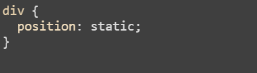 div {
  position: static;
}